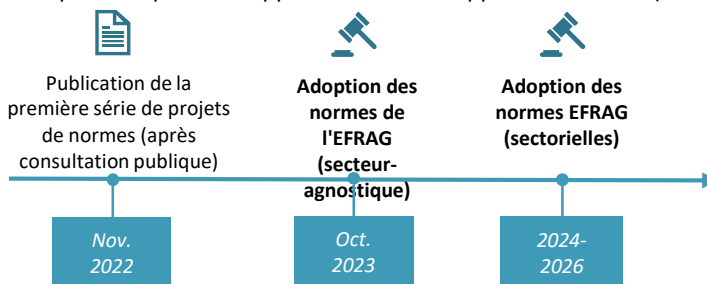 Publication de la
première série de projets
de normes (après
consultation publique)
Adoption des
normes de
l'EFRAG
(secteur-
agnostique)
Adoption des
normes EFRAG
(sectorielles)
Nov.
2022
Oct.
2023
2024-
2026